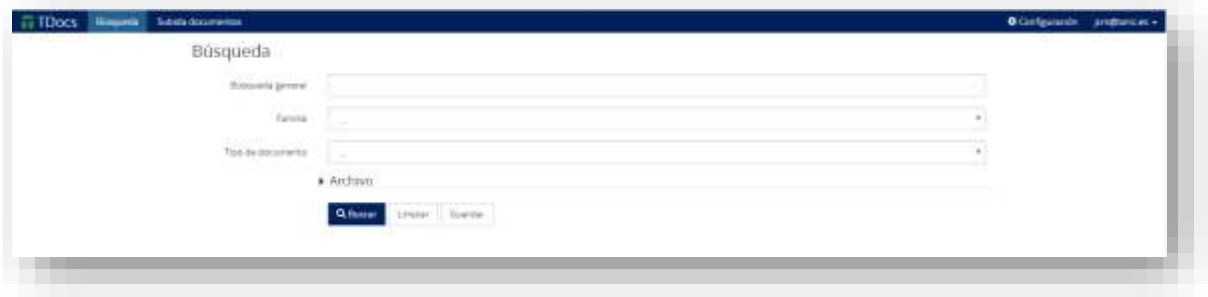 TDocs Búsqueda Subida documentos Configuración
Búsqueda
Búsqueda general
Familia
Tipo de documento
Archivo
Buscar Limpiar Guardar